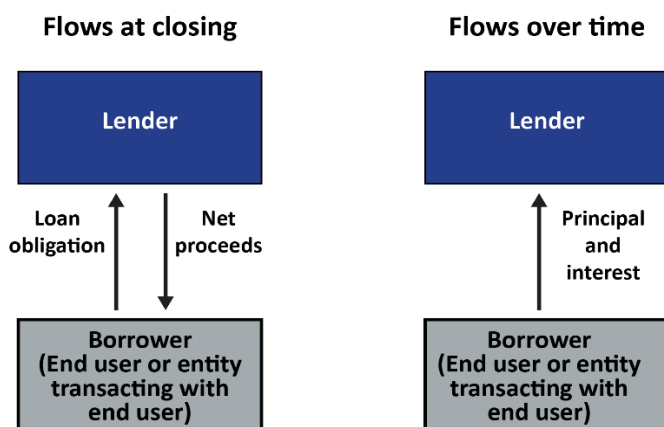 Flows at closing
Lender
Loan
obligation
Net
proceeds
Borrower
(End user or entity
transacting with
end user)
Flows over time
Lender
Principal
and
interest
Borrower
(End user or entity
transacting with
end user)